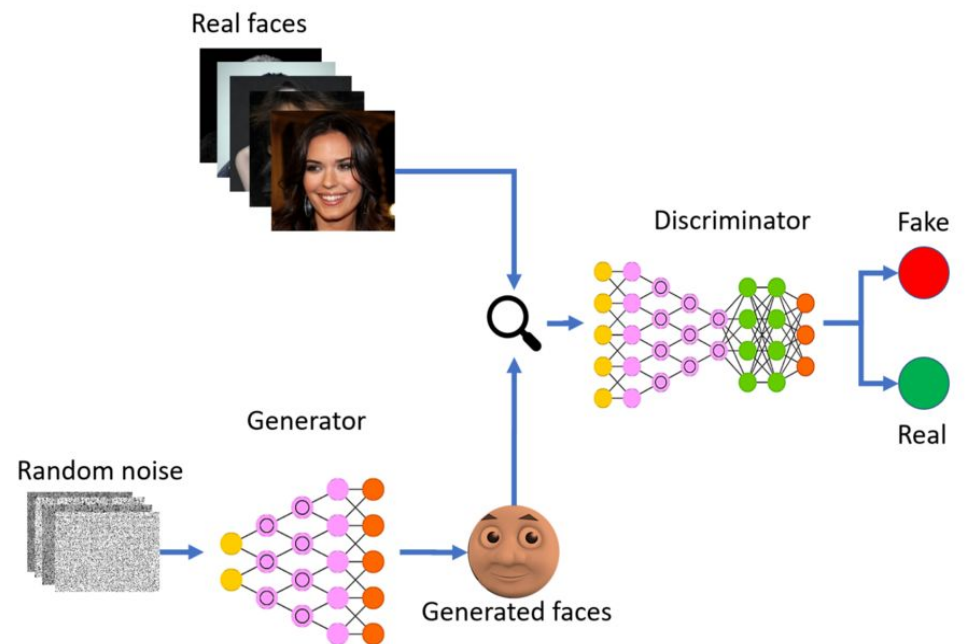 Real faces
Discriminator
Fake
Real
Generator
Random noise
Generated faces